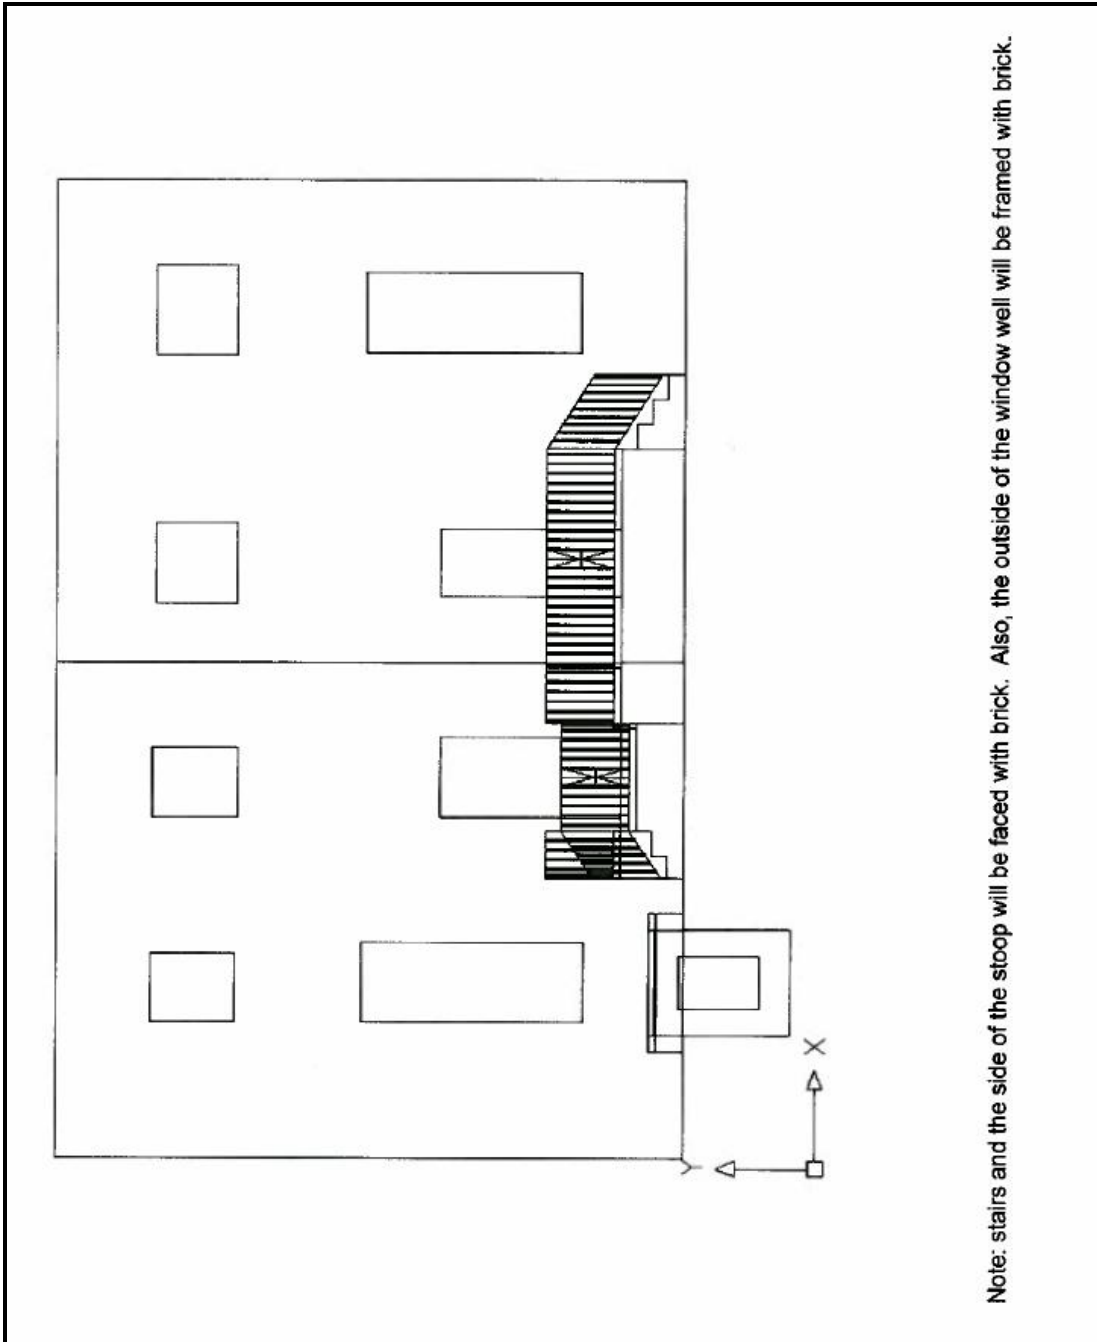 Note: stairs and the side of the stoop will be faced with brick.  Also, the outside of the window well will be framed with brick.
Y
X